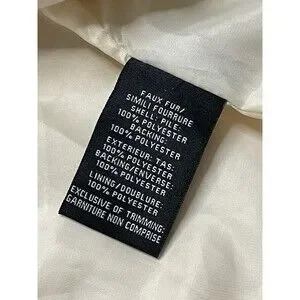 FAUX FUR/
SIMILI FOURRURE
SHELL: PILE:
100% POLYESTER
BACKING:
100% POLYESTER
EXTERIEUR: TAS:
100% POLYESTER
BACKING/ENVERSE:
100% POLYESTER
LINING/DOUBLURE:
100% POLYESTER
EXCLUSIVE OF TRIMMING/
GARNITURE NON COMPRISE